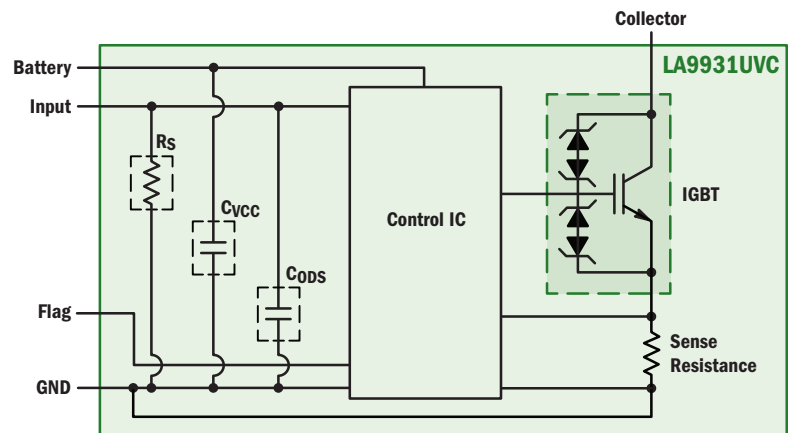 Collector
LA9931UVC
Battery
Input
RS
CVCC
CODS
Control IC
IGBT
Flag
GND
Sense
Resistance